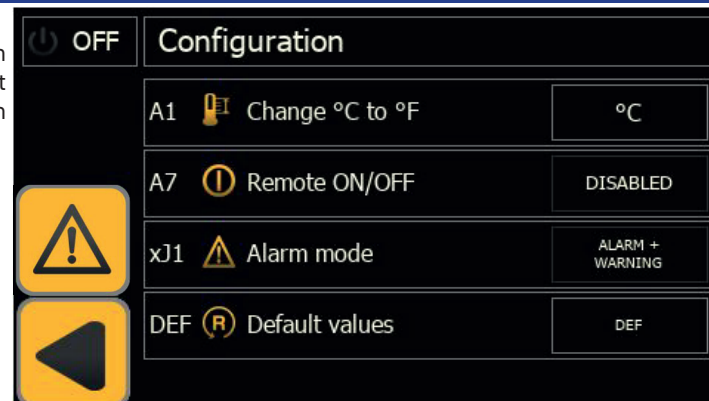 n
t
n
OFF
Configuration
A1 Change °C to °F °C
A7 Remote ON/OFF DISABLED
xJ1 Alarm mode ALARM +
WARNING
DEF R Default values DEF